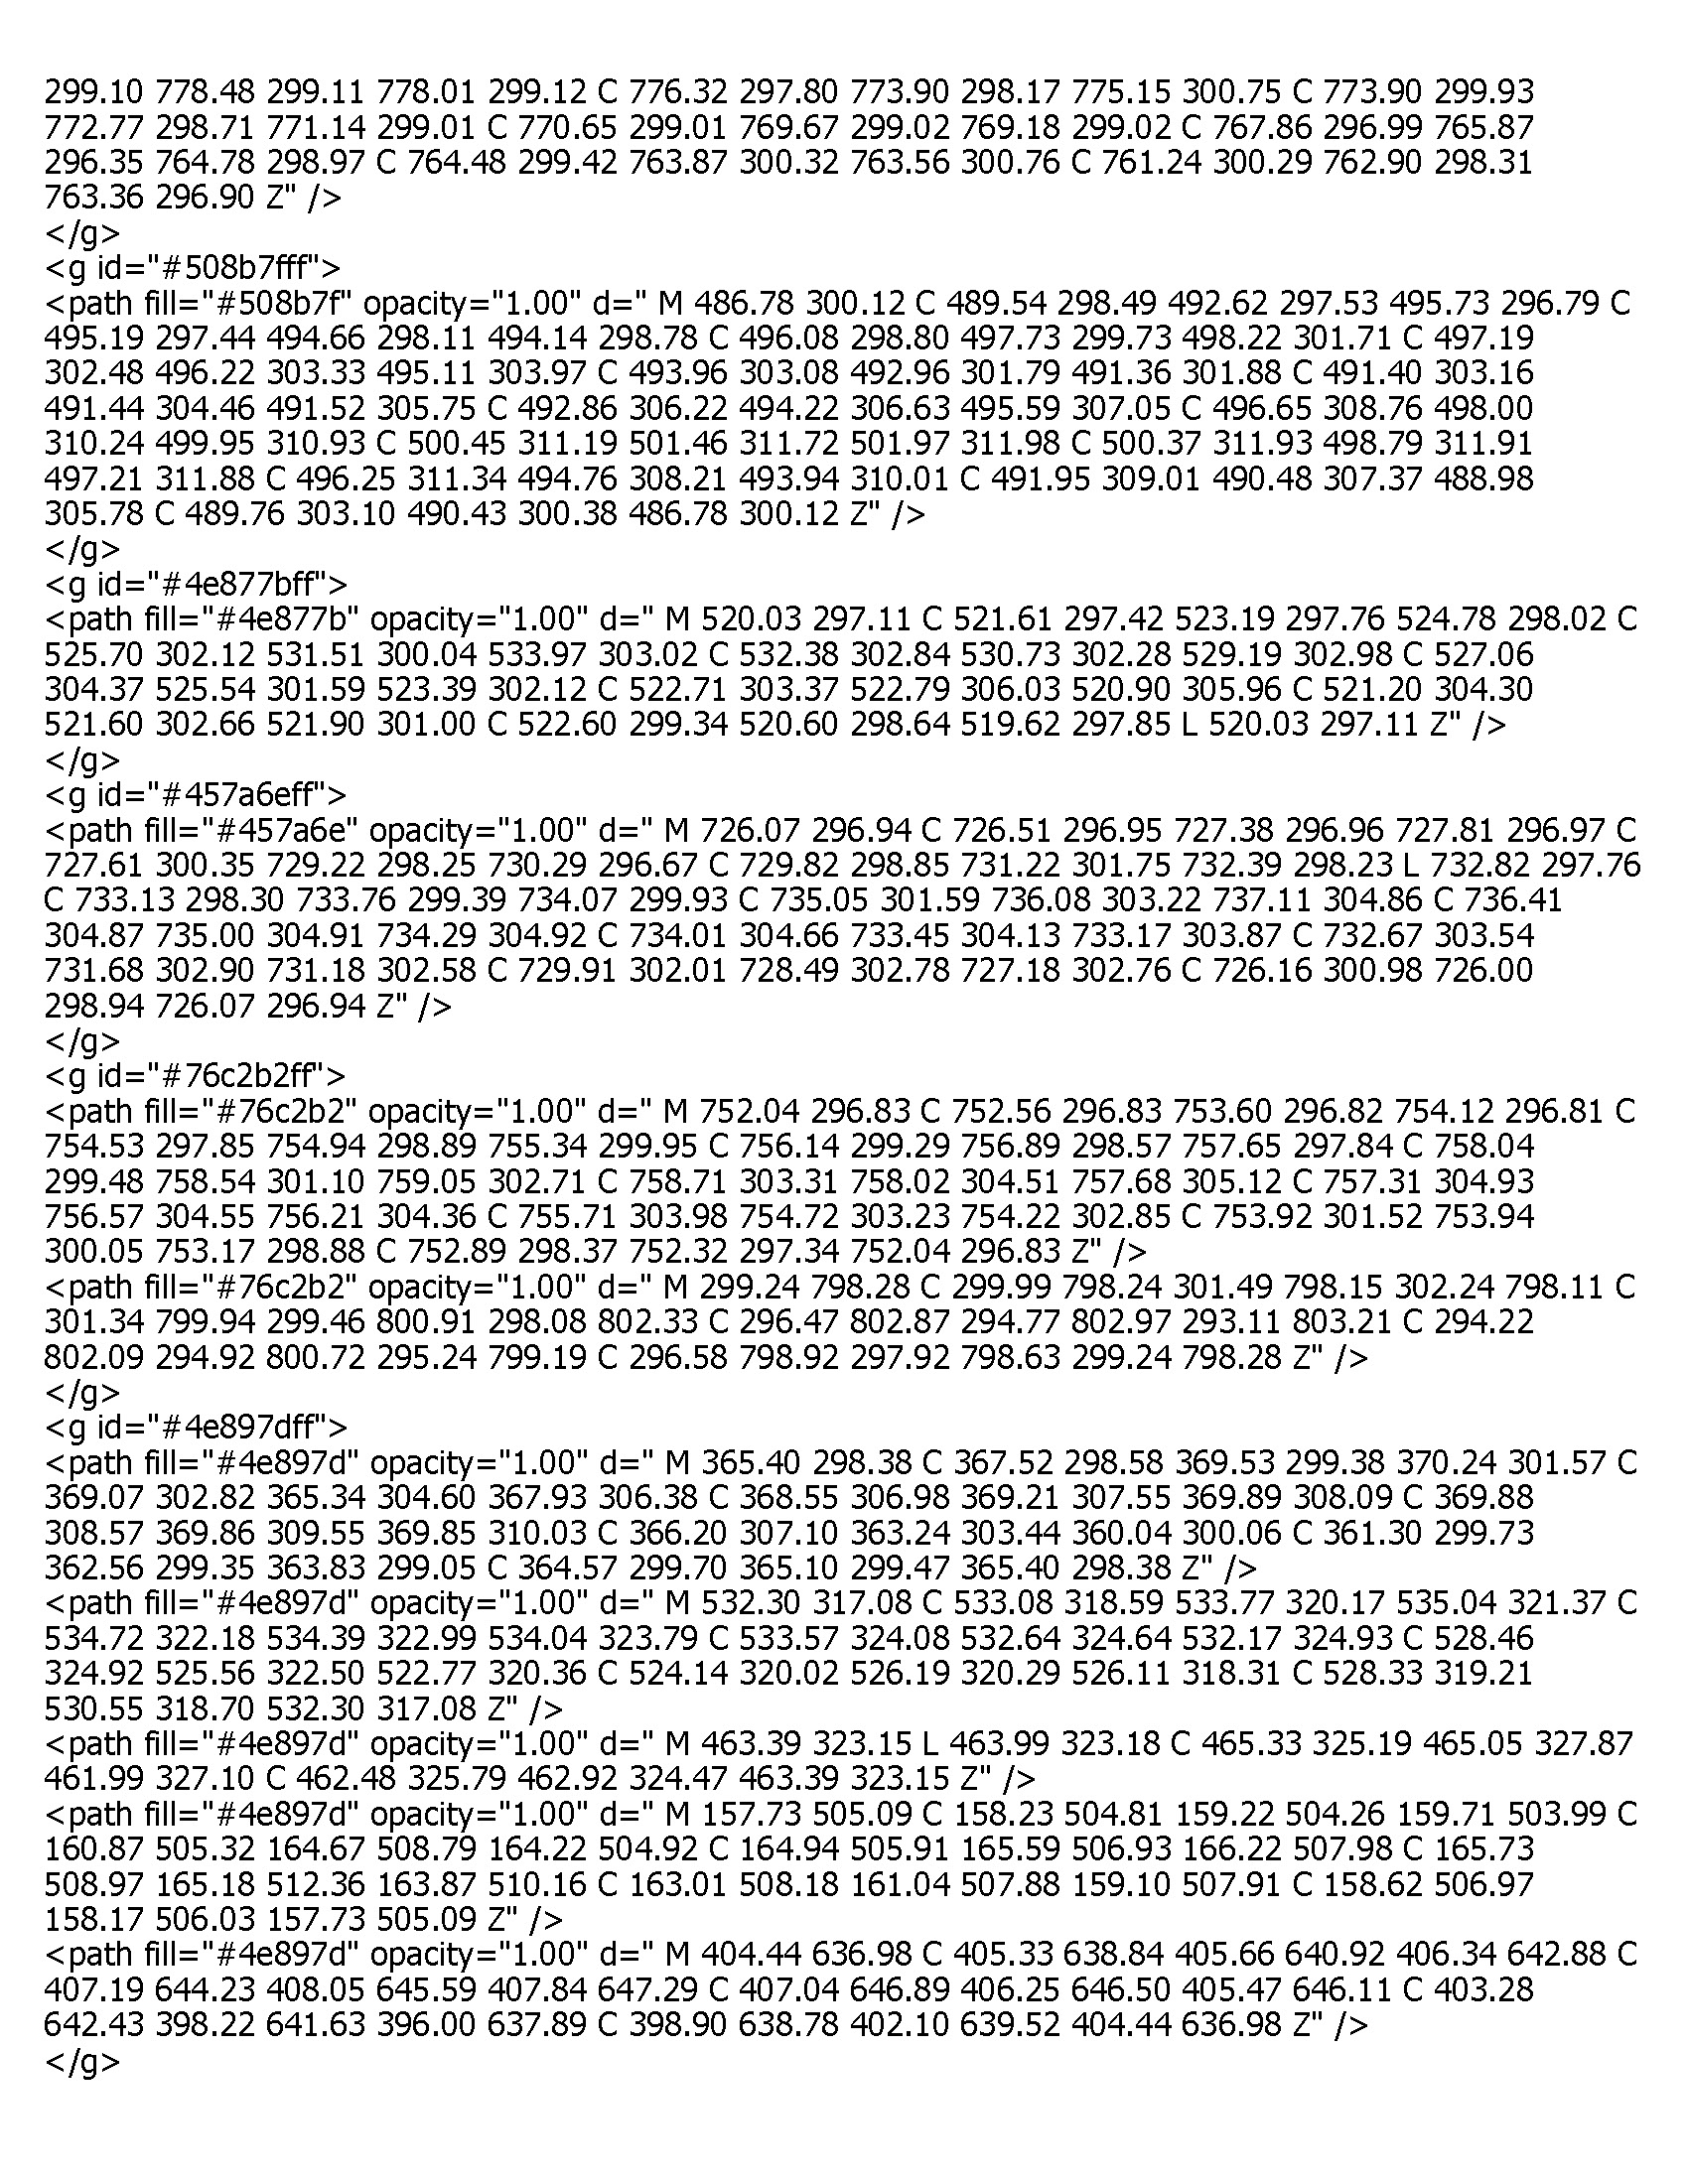 299.10 778.48 299.11 778.01 299.12 C 776.32 297.80 773.90 298.17 775.15 300.75 C 773.90 299.93
772.77 298.71 771.14 299.01 C 770.65 299.01 769.67 299.02 769.18 299.02 C 767.86 296.99 765.87
296.35 764.78 298.97 C 764.48 299.42 763.87 300.32 763.56 300.76 C 761.24 300.29 762.90 298.31
763.36 296.90 Z" />
</g>
<g id="#508b7fff">
<path fill="#508b7f" opacity="1.00" d=" M 486.78 300.12 C 489.54 298.49 492.62 297.53 495.73 296.79 C
495.19 297.44 494.66 298.11 494.14 298.78 C 496.08 298.80 497.73 299.73 498.22 301.71 C 497.19
302.48 496.22 303.33 495.11 303.97 C 493.96 303.08 492.96 301.79 491.36 301.88 C 491.40 303.16
491.44 304.46 491.52 305.75 C 492.86 306.22 494.22 306.63 495.59 307.05 C 496.65 308.76 498.00
310.24 499.95 310.93 C 500.45 311.19 501.46 311.72 501.97 311.98 C 500.37 311.93 498.79 311.91
497.21 311.88 C 496.25 311.34 494.76 308.21 493.94 310.01 C 491.95 309.01 490.48 307.37 488.98
305.78 C 489.76 303.10 490.43 300.38 486.78 300.12 Z" />
</g>
<g id="#4e877bff">
<path fill="#4e877b" opacity="1.00" d=" M 520.03 297.11 C 521.61 297.42 523.19 297.76 524.78 298.02 C
525.70 302.12 531.51 300.04 533.97 303.02 C 532.38 302.84 530.73 302.28 529.19 302.98 C 527.06
304.37 525.54 301.59 523.39 302.12 C 522.71 303.37 522.79 306.03 520.90 305.96 C 521.20 304.30
521.60 302.66 521.90 301.00 C 522.60 299.34 520.60 298.64 519.62 297.85 L 520.03 297.11 Z" />
</g>
<g id="#457a6eff">
<path fill="#457a6e" opacity="1.00" d=" M 726.07 296.94 C 726.51 296.95 727.38 296.96 727.81 296.97 C
727.61 300.35 729.22 298.25 730.29 296.67 C 729.82 298.85 731.22 301.75 732.39 298.23 L 732.82 297.76
C 733.13 298.30 733.76 299.39 734.07 299.93 C 735.05 301.59 736.08 303.22 737.11 304.86 C 736.41
304.87 735.00 304.91 734.29 304.92 C 734.01 304.66 733.45 304.13 733.17 303.87 C 732.67 303.54
731.68 302.90 731.18 302.58 C 729.91 302.01 728.49 302.78 727.18 302.76 C 726.16 300.98 726.00
298.94 726.07 296.94 Z" />
</g>
<g id="#76c2b2ff">
<path fill="#76c2b2" opacity="1.00" d=" M 752.04 296.83 C 752.56 296.83 753.60 296.82 754.12 296.81 C
754.53 297.85 754.94 298.89 755.34 299.95 C 756.14 299.29 756.89 298.57 757.65 297.84 C 758.04
299.48 758.54 301.10 759.05 302.71 C 758.71 303.31 758.02 304.51 757.68 305.12 C 757.31 304.93
756.57 304.55 756.21 304.36 C 755.71 303.98 754.72 303.23 754.22 302.85 C 753.92 301.52 753.94
300.05 753.17 298.88 C 752.89 298.37 752.32 297.34 752.04 296.83 Z" />
<path fill="#76c2b2" opacity="1.00" d=" M 299.24 798.28 C 299.99 798.24 301.49 798.15 302.24 798.11 C
301.34 799.94 299.46 800.91 298.08 802.33 C 296.47 802.87 294.77 802.97 293.11 803.21 C 294.22
802.09 294.92 800.72 295.24 799.19 C 296.58 798.92 297.92 798.63 299.24 798.28 Z" />
</g>
<g id="#4e897dff">
<path fill="#4e897d" opacity="1.00" d=" M 365.40 298.38 C 367.52 298.58 369.53 299.38 370.24 301.57 C
369.07 302.82 365.34 304.60 367.93 306.38 C 368.55 306.98 369.21 307.55 369.89 308.09 C 369.88
308.57 369.86 309.55 369.85 310.03 C 366.20 307.10 363.24 303.44 360.04 300.06 C 361.30 299.73
362.56 299.35 363.83 299.05 C 364.57 299.70 365.10 299.47 365.40 298.38 Z" />
<path fill="#4e897d" opacity="1.00" d=" M 532.30 317.08 C 533.08 318.59 533.77 320.17 535.04 321.37 C
534.72 322.18 534.39 322.99 534.04 323.79 C 533.57 324.08 532.64 324.64 532.17 324.93 C 528.46
324.92 525.56 322.50 522.77 320.36 C 524.14 320.02 526.19 320.29 526.11 318.31 C 528.33 319.21
530.55 318.70 532.30 317.08 Z" />
<path fill="#4e897d" opacity="1.00" d=" M 463.39 323.15 L 463.99 323.18 C 465.33 325.19 465.05 327.87
461.99 327.10 C 462.48 325.79 462.92 324.47 463.39 323.15 Z" />
<path fill="#4e897d" opacity="1.00" d=" M 157.73 505.09 C 158.23 504.81 159.22 504.26 159.71 503.99 C
160.87 505.32 164.67 508.79 164.22 504.92 C 164.94 505.91 165.59 506.93 166.22 507.98 C 165.73
508.97 165.18 512.36 163.87 510.16 C 163.01 508.18 161.04 507.88 159.10 507.91 C 158.62 506.97
158.17 506.03 157.73 505.09 Z" />
<path fill="#4e897d" opacity="1.00" d=" M 404.44 636.98 C 405.33 638.84 405.66 640.92 406.34 642.88 C
407.19 644.23 408.05 645.59 407.84 647.29 C 407.04 646.89 406.25 646.50 405.47 646.11 C 403.28
642.43 398.22 641.63 396.00 637.89 C 398.90 638.78 402.10 639.52 404.44 636.98 Z" />
</g>